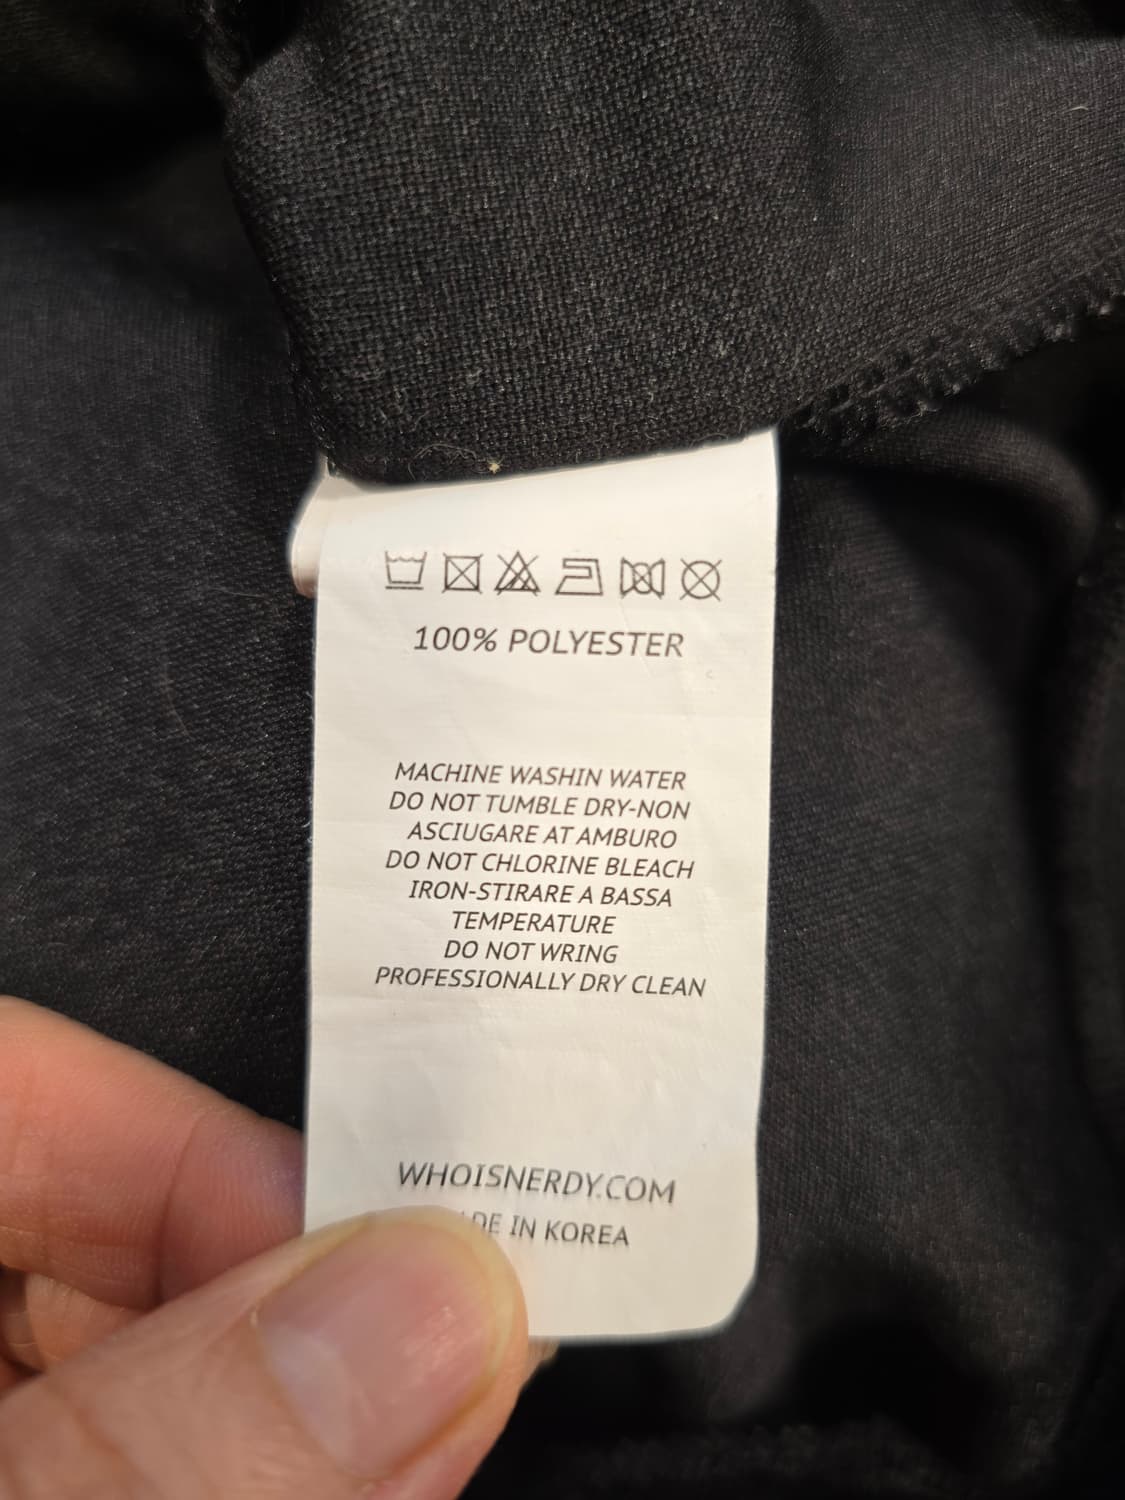 100% POLYESTER
MACHINE WASHIN WATER
DO NOT TUMBLE DRY-NON
ASCIUGARE AT AMBURO
DO NOT CHLORINE BLEACH
IRON-STIRARE A BASSA
TEMPERATURE
DO NOT WRING
PROFESSIONALLY DRY CLEAN
WHOISNERDY.COM
IN KOREA